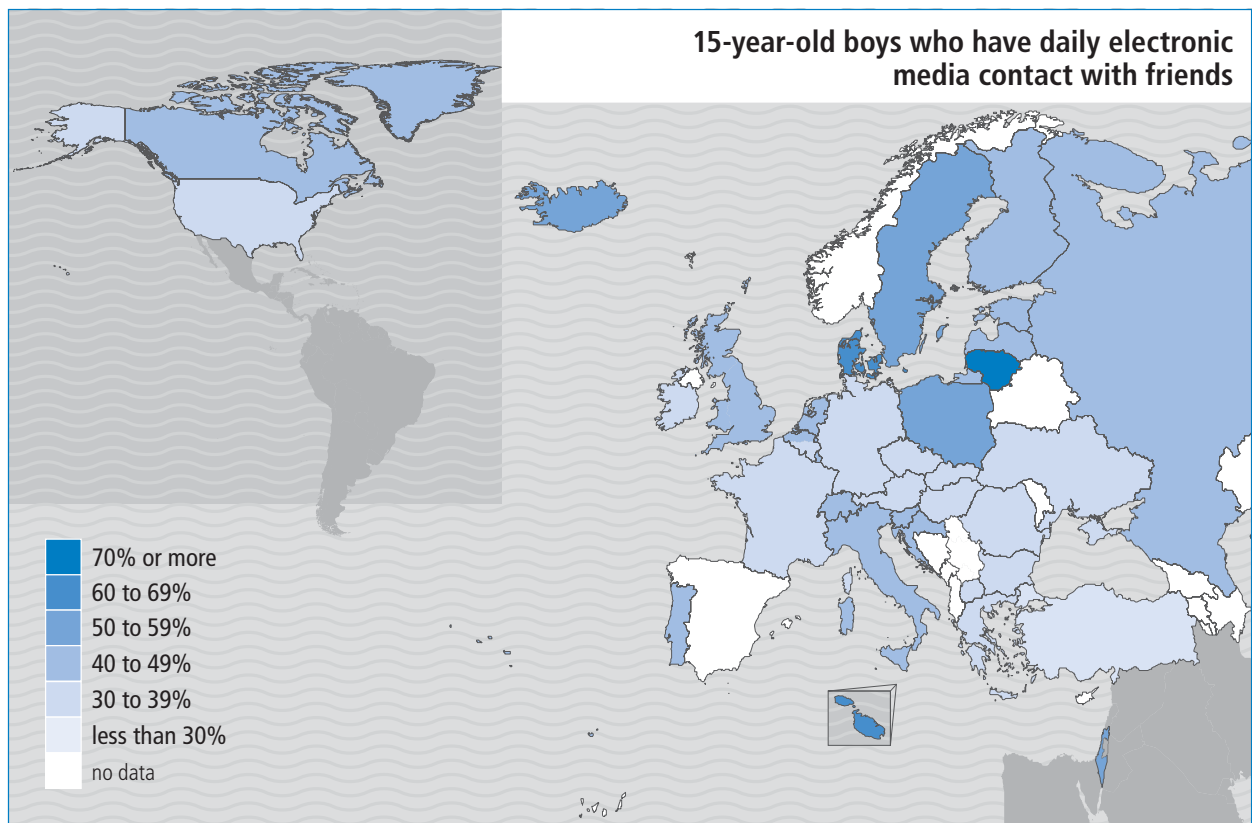 15-year-old boys who have daily electronic
media contact with friends
70% or more
60 to 69%
50 to 59%
40 to 49%
30 to 39%
less than 30%
no data